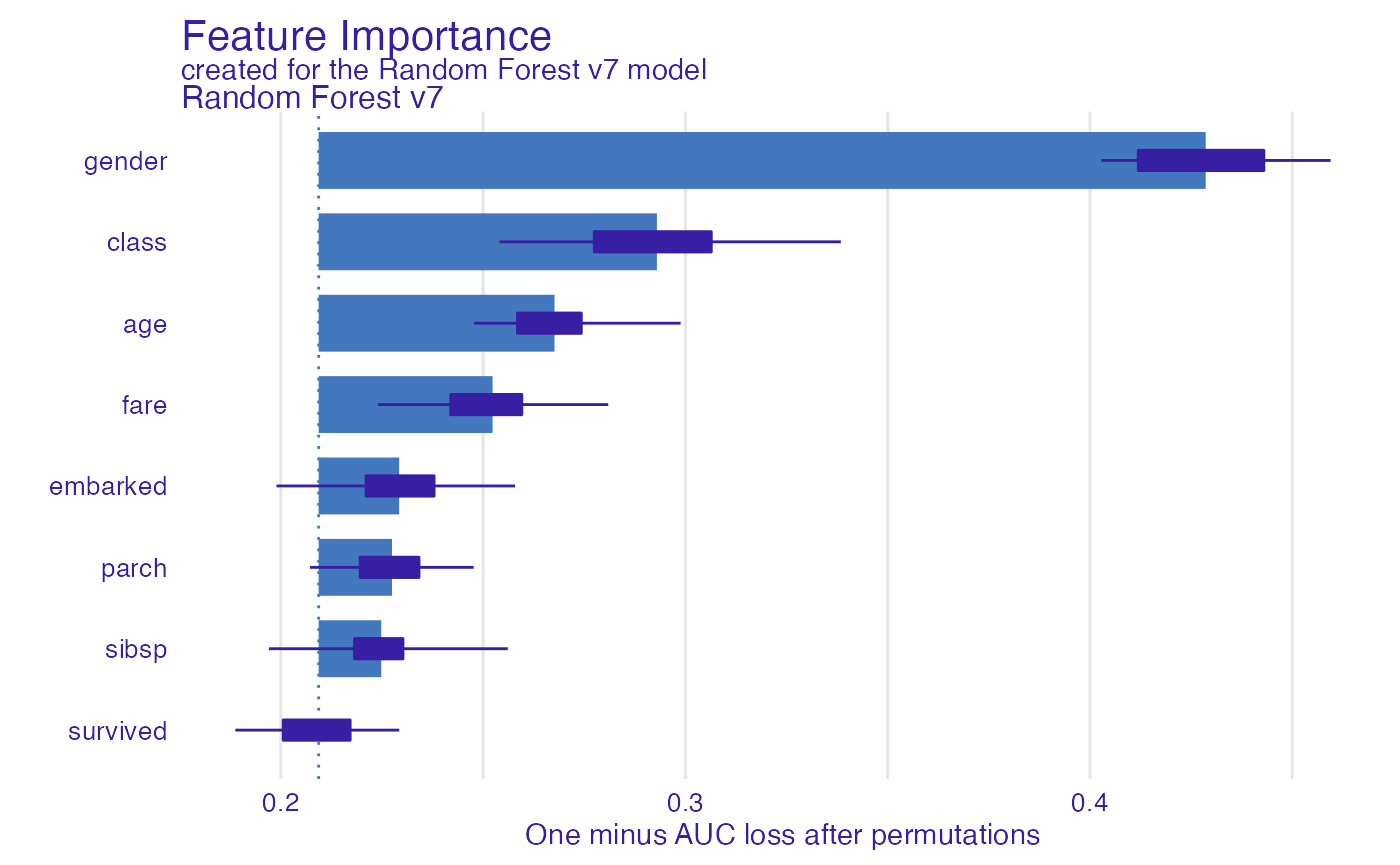 Feature Importance
created for the Random Forest v7 model
Random Forest v7
gender
class
age
fare
embarked
parch
sibsp
survived
0.2 0.3 0.4
One minus AUC loss after permutations